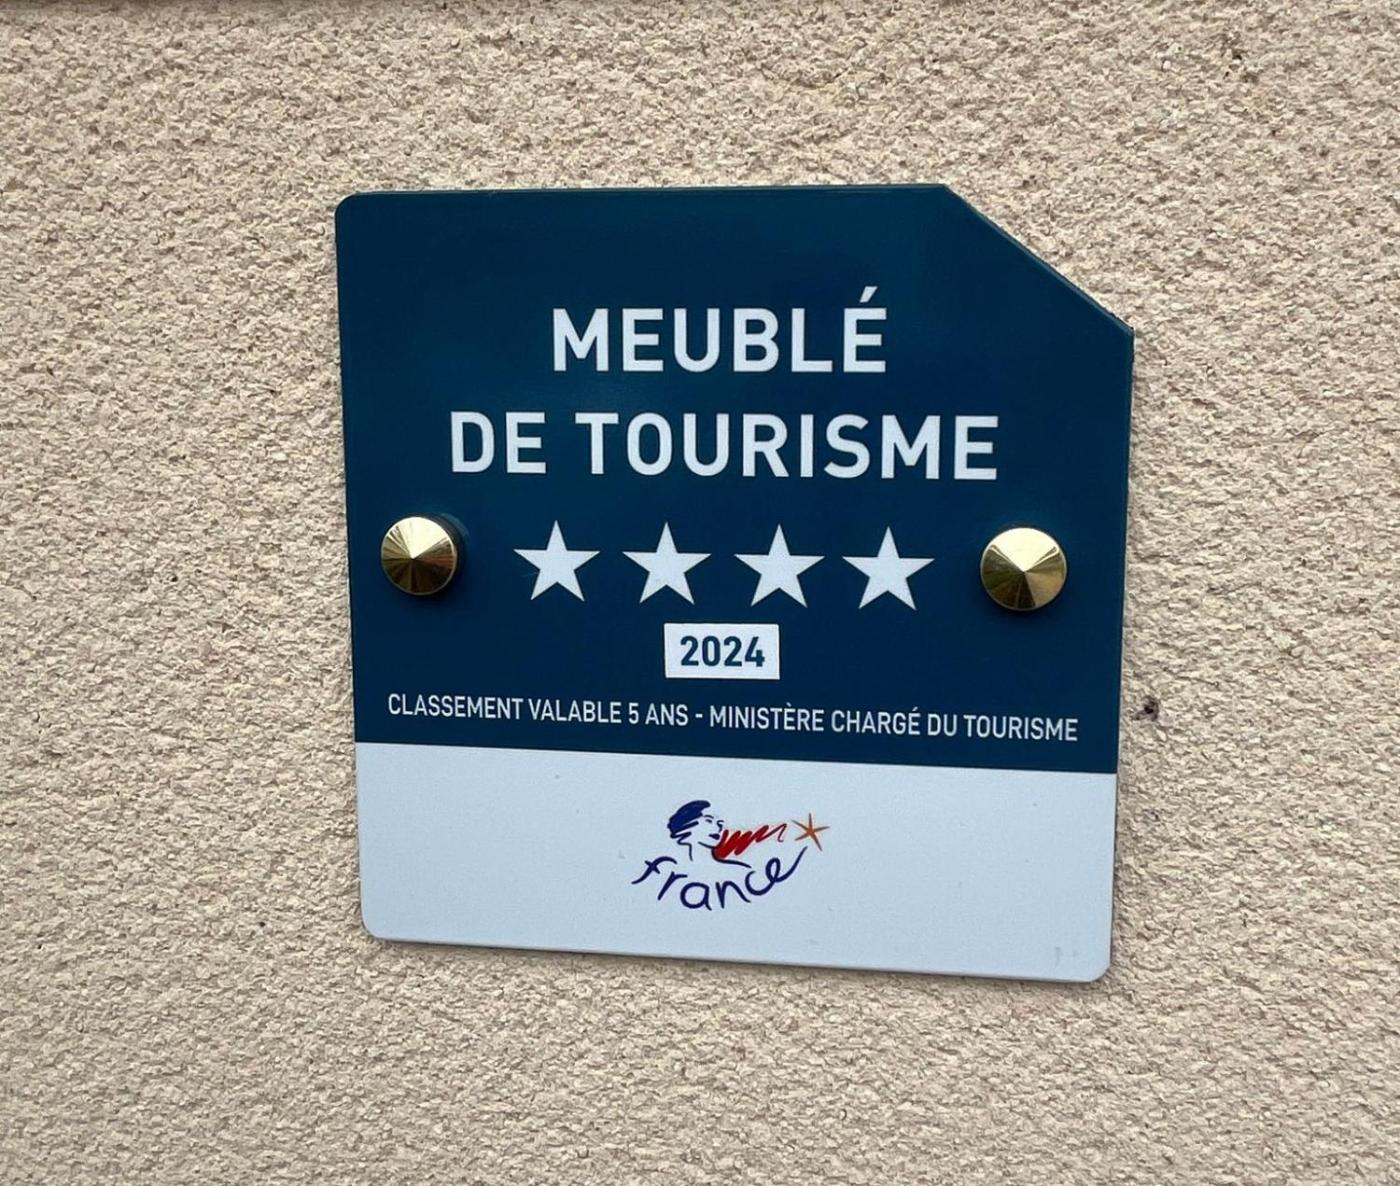 MEUBLÉ
DE TOURISME
2024
CLASSEMENT VALABLE 5 ANS - MINISTÈRE CHARGÉ DU TOURISME
france